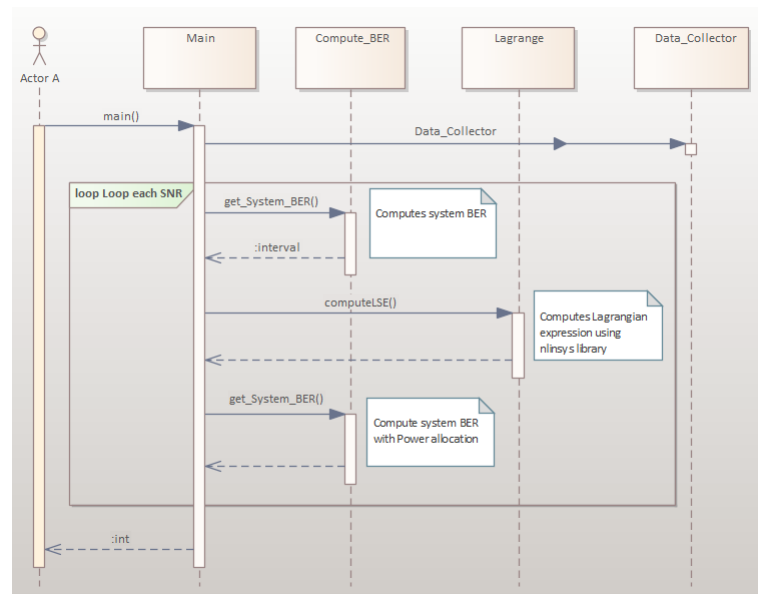 Main
Compute_BER
Lagrange
Data_Collector
Actor A
main()
Data_Collector
loop Loop each SNR
get_System_BER()
Computes system BER
:interval
computeLSE()
Computes Lagrangian
expression using
nlinsys library
get_System_BER()
Compute system BER
with Power allocation
:int